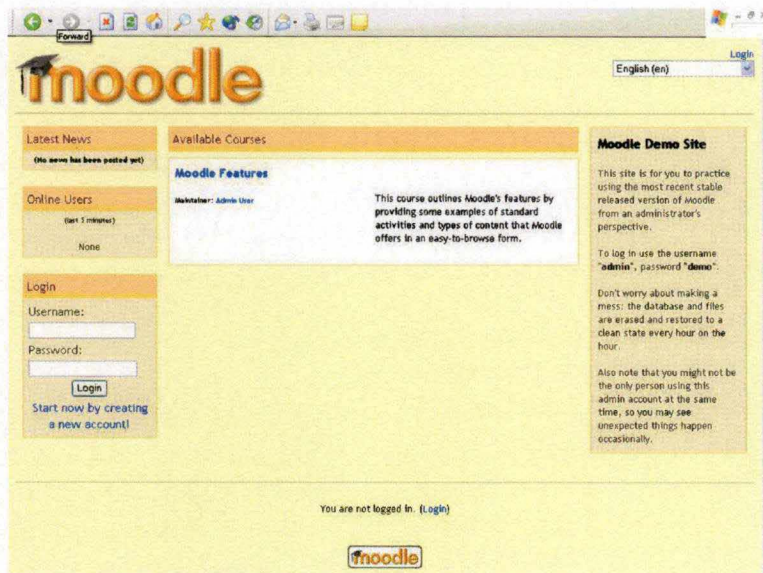 Forward
moodle
Login
English (en)
Latest News
(No news has been posted yet)
Online Users
(last 5 minutes)
None
Login
Username:
Password:
Login
Start now by creating
a new account!
Available Courses
Moodle Features
Maintainer: Admin User
This course outlines Moodle's features by
providing some examples of standard
activities and types of content that Moodle
offers in an easy-to-browse form.
Moodle Demo Site
This site is for you to practice
using the most recent stable
released version of Moodle
from an administrator's
perspective.
To log in use the username
"admin", password "demo".
Don't worry about making a
mess: the database and files
are erased and restored to a
clean state every hour on the
hour.
Also note that you might not be
the only person using this
admin account at the same
time, so you may see
unexpected things happen
occasionally.
You are not logged in. (Login)
moodle